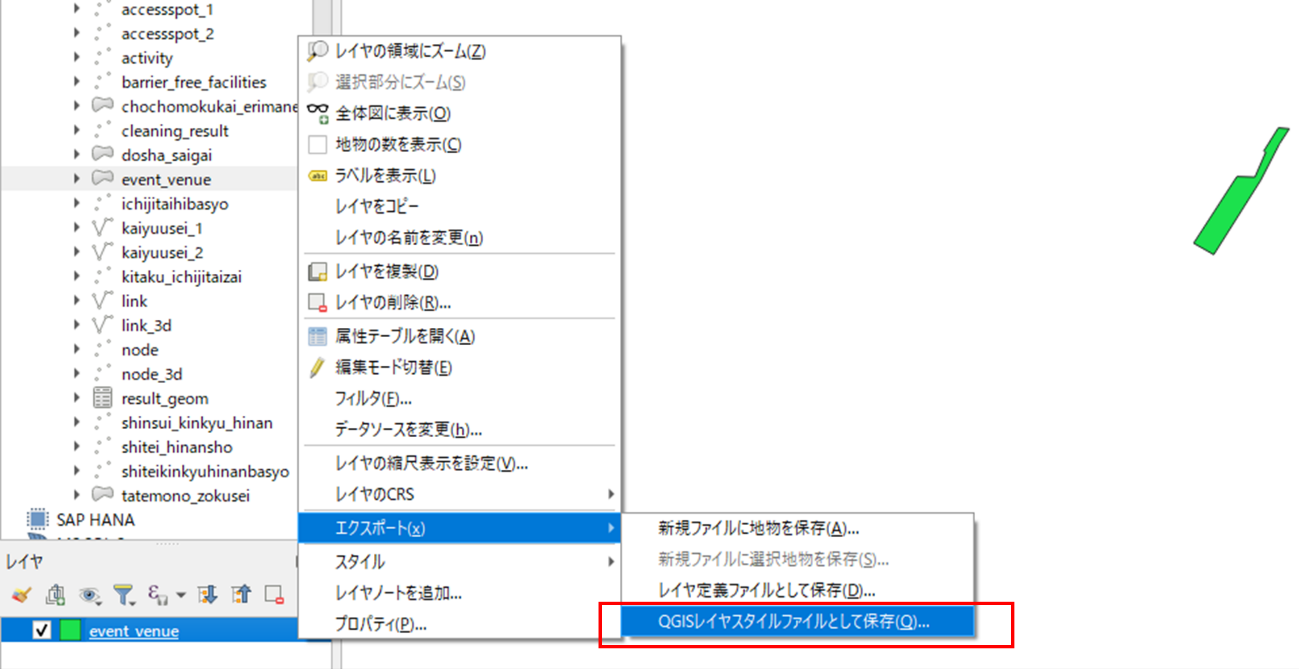 accessspot_1
accessspot_2
activity
barrier_free_facilities
chochomokukai_erimane
cleaning_result
dosha_saigai
event_venue
ichijitaihibasyo
kaiyuusei_1
kaiyuusei_2
kitaku_ichijitaizai
link
link_3d
node
node_3d
result_geom
shinsui_kinkyu_hinan
shitei_hinansho
shiteikinkyuhinanbasyo
tatemono_zokusei
SAP HANA
レイヤ
event_venue
レイヤの領域にズーム(Z)
選択部分にズーム(S)
全体図に表示(O)
地物の数を表示(C)
abc ラベルを表示(L)
レイヤをコピー
レイヤの名前を変更(n)
レイヤを複製(D)
レイヤの削除(R)...
属性テーブルを開く(A)
編集モード切替(E)
フィルタ(F)...
データソースを変更(h)...
レイヤの縮尺表示を設定(V)...
レイヤのCRS
エクスポート(x)
スタイル
レイヤノートを追加...
プロパティ(P)...
新規ファイルに地物を保存(A)...
新規ファイルに選択地物を保存(S)...
レイヤ定義ファイルとして保存(D)...
QGISレイヤスタイルファイルとして保存(Q)...